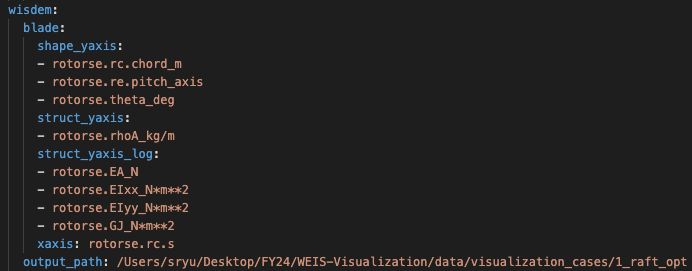 wisdem:
  blade:
    shape_yaxis:
    - rotorse.rc.chord_m
    - rotorse.re.pitch_axis
    - rotorse.theta_deg
    struct_yaxis:
    - rotorse.rhoA_kg/m
    struct_yaxis_log:
    - rotorse.EA_N
    - rotorse.EIxx_N*m**2
    - rotorse.EIyy_N*m**2
    - rotorse.GJ_N*m**2
    xaxis: rotorse.rc.s
  output_path: /Users/sryu/Desktop/FY24/WEIS-Visualization/data/visualization_cases/1_raft_opt